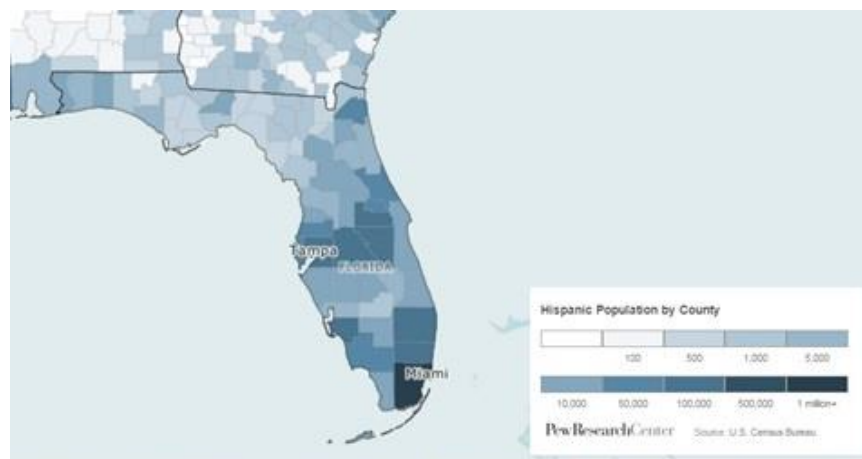 Tampa
FLORIDA
Miami
Hispanic Population by County
100 500 1,000 5,000
10,000 50,000 100,000 500,000 1 million+
PewResearchCenter Source: U.S. Census Bureau